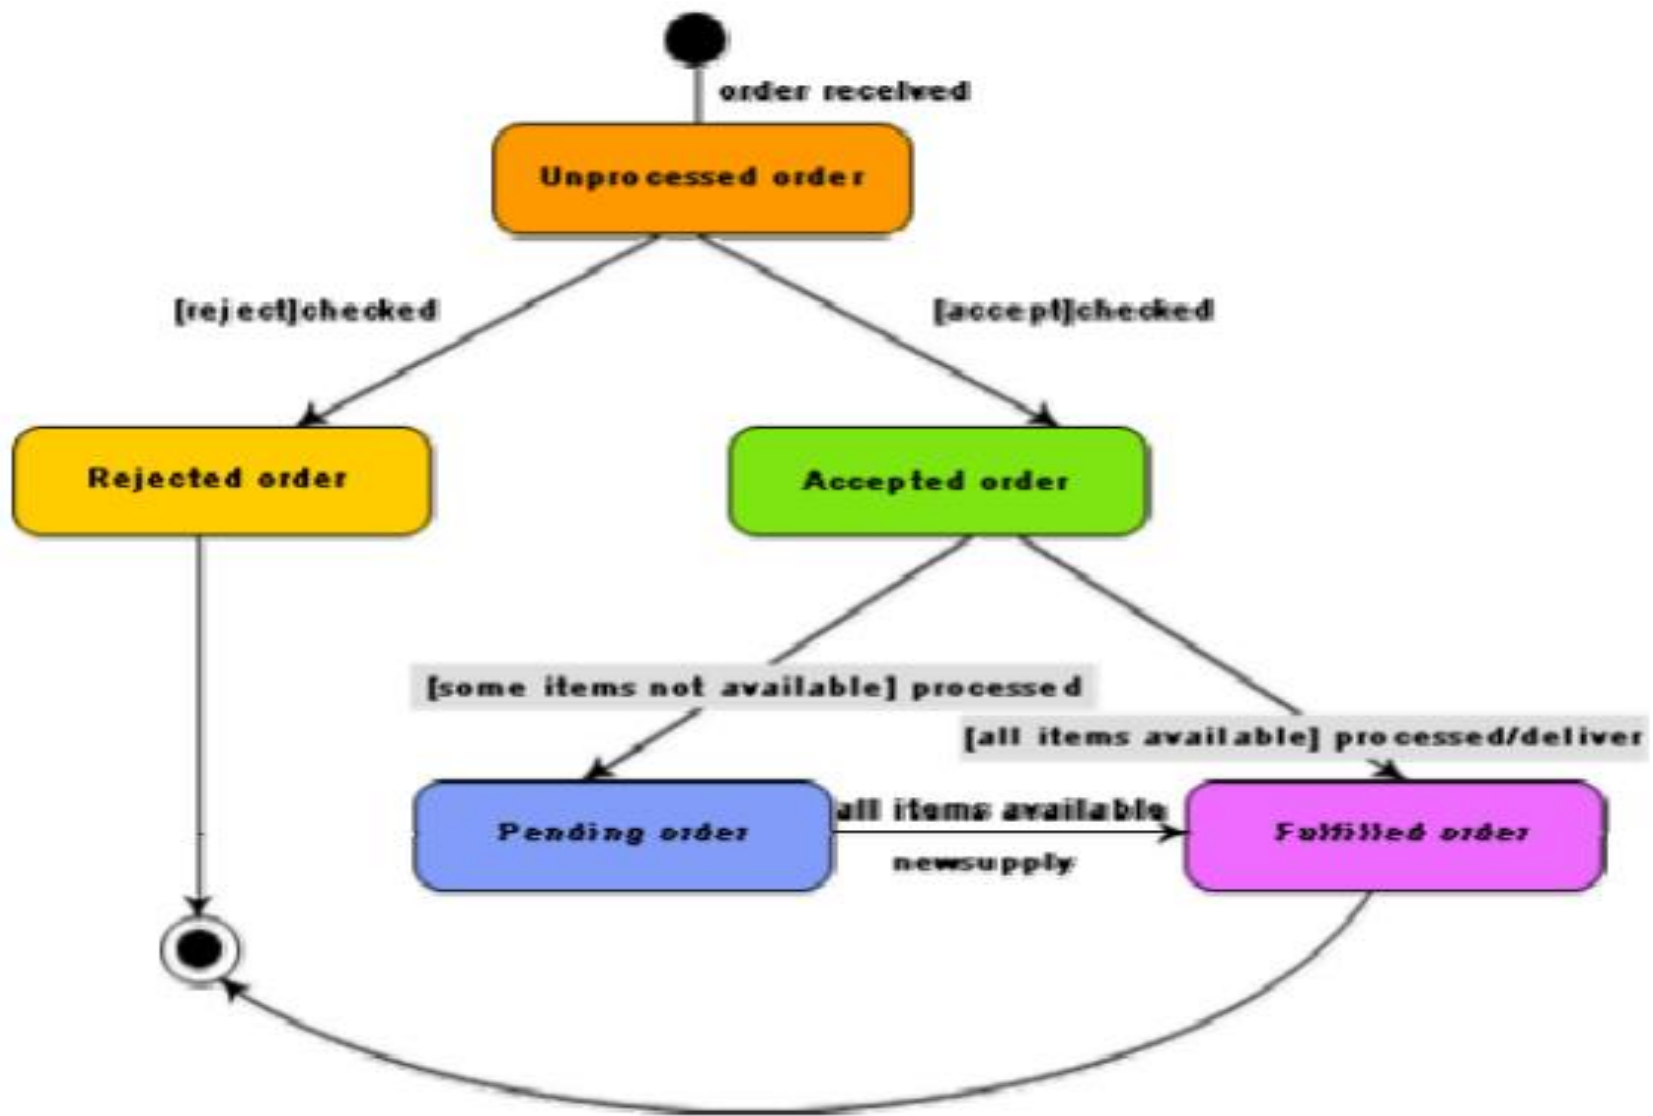 order received
Unprocessed order
[reject]checked
[accept]checked
Rejected order
Accepted order
[some items not available] processed
[all items available] processed/deliver
Pending order
all items available
newsupply
Fulfilled order